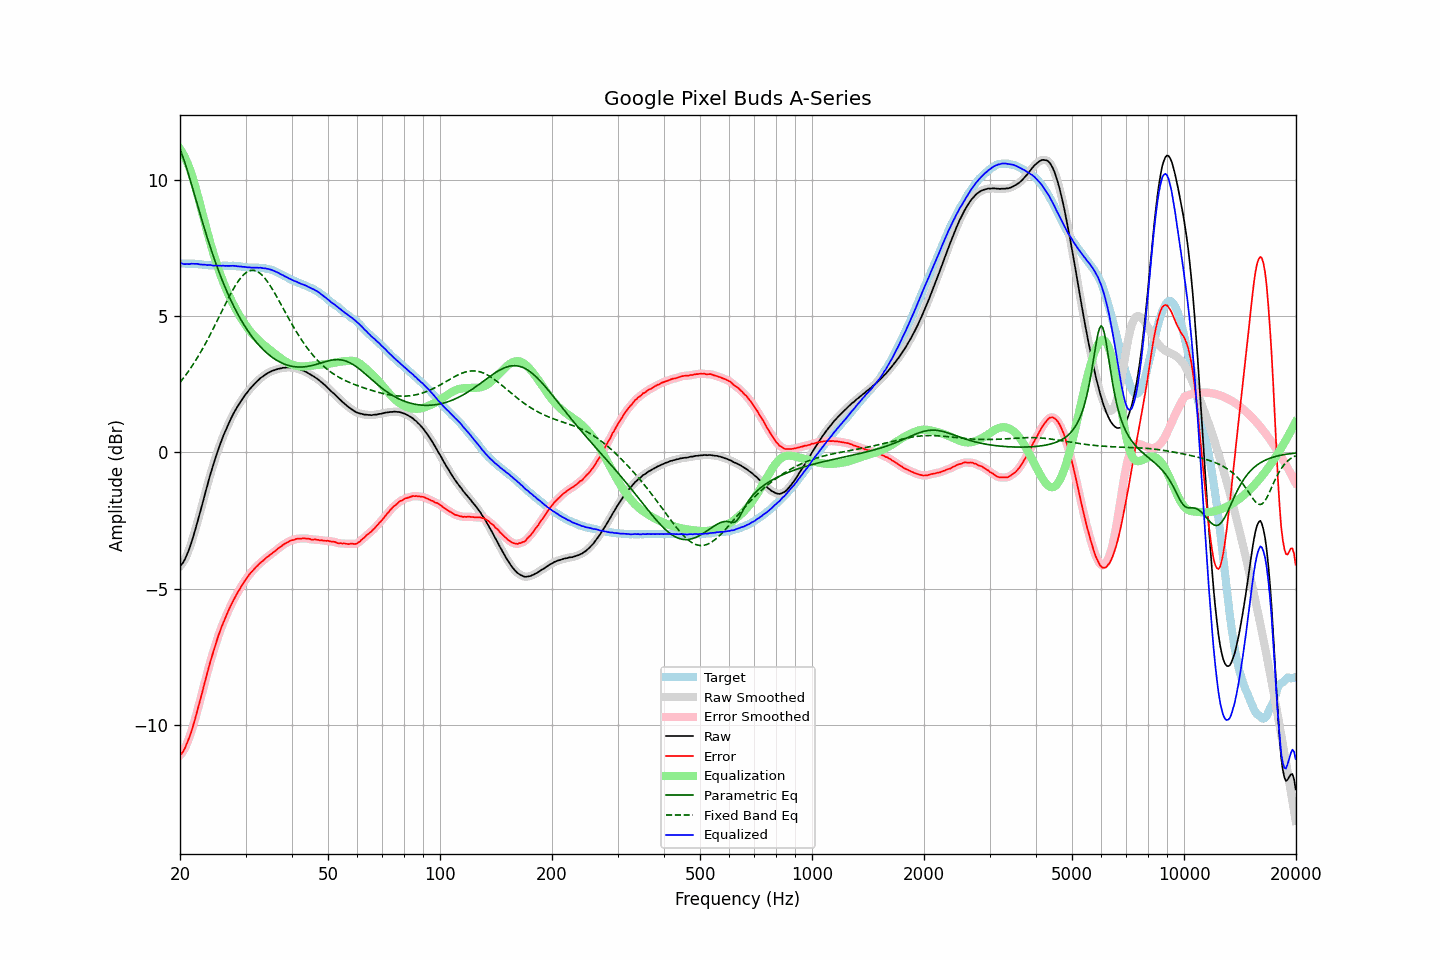 Google Pixel Buds A-Series
Amplitude (dBr)
10
5
0
−5
−10
Target
Raw Smoothed
Error Smoothed
Raw
Error
Equalization
Parametric Eq
Fixed Band Eq
Equalized
20 50 100 200 500 1000 2000 5000 10000 20000
Frequency (Hz)